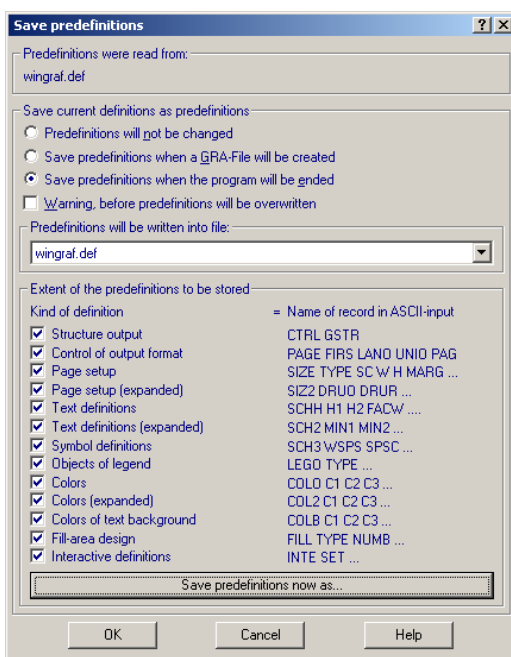 Save predefinitions
Predefinitions were read from:
wingraf.def
Save current definitions as predefinitions
Predefinitions will not be changed
Save predefinitions when a GRA-File will be created
Save predefinitions when the program will be ended
Warning, before predefinitions will be overwritten
Predefinitions will be written into file:
wingraf.def
Extent of the predefinitions to be stored
Kind of definition = Name of record in ASCII-input
Structure output CTRL GSTR
Control of output format PAGE FIRS LANO UNIO PAG
Page setup SIZE TYPE SC W H MARG ...
Page setup (expanded) SIZ2 DRUO DRUR ...
Text definitions SCHH H1 H2 FACW ....
Text definitions (expanded) SCH2 MIN1 MIN2 ...
Symbol definitions SCH3 WSPS SPSC ...
Objects of legend LEGO TYPE ...
Colors COLO C1 C2 C3 ...
Colors (expanded) COL2 C1 C2 C3 ...
Colors of text background COLB C1 C2 C3 ...
Fill-area design FILL TYPE NUMB ...
Interactive definitions INTE SET ...
Save predefinitions now as...
OK Cancel Help